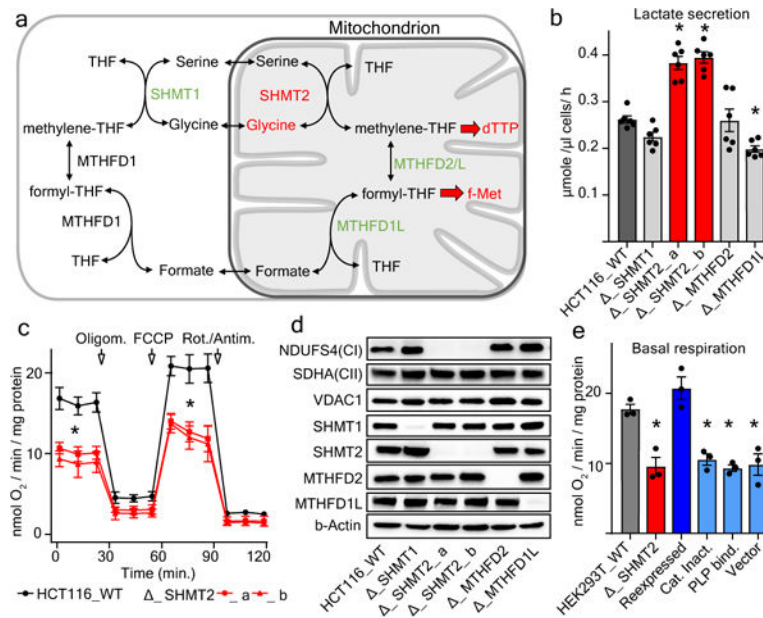 a
Mitochondrion
THF
Serine
Serine
THF
SHMT1
SHMT2
Glycine
Glycine
methylene-THF
methylene-THF
dTTP
MTHFD1
MTHFD2/L
formyl-THF
formyl-THF
f-Met
MTHFD1
MTHFD1L
THF
THF
Formate
Formate
b
Lactate secretion
µmole /µl cells/ h
0.4
0.3
0.2
* * *
HCT116_WT
Δ_SHMT1
Δ_SHMT2_a
Δ_SHMT2_b
Δ_MTHFD2
Δ_MTHFD1L
c
Oligom. FCCP Rot./Antim.
nmol O2 / min / mg protein
20
10
0
* *
0 30 60 90 120
Time (min.)
HCT116_WT Δ_SHMT2 _a _b
d
NDUFS4(CI)
SDHA(CII)
VDAC1
SHMT1
SHMT2
MTHFD2
MTHFD1L
b-Actin
HCT116_WT
Δ_SHMT1
Δ_SHMT2_a
Δ_SHMT2_b
Δ_MTHFD2
Δ_MTHFD1L
e
Basal respiration
nmol O2 / min / mg protein
20
10
* * * *
HEK293T_WT
Δ_SHMT2
Reexpressed
Cat. Inact.
PLP bind.
Vector